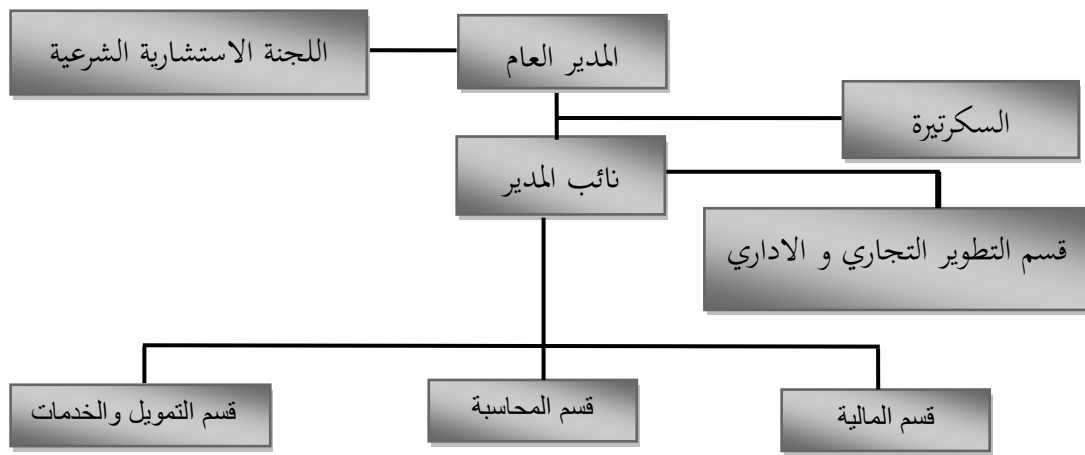 المدير العام
اللجنة الاستشارية الشرعية
السكرتيرة
نائب المدير
قسم التطوير التجاري و الاداري
قسم المالية
قسم المحاسبة
قسم التمويل والخدمات